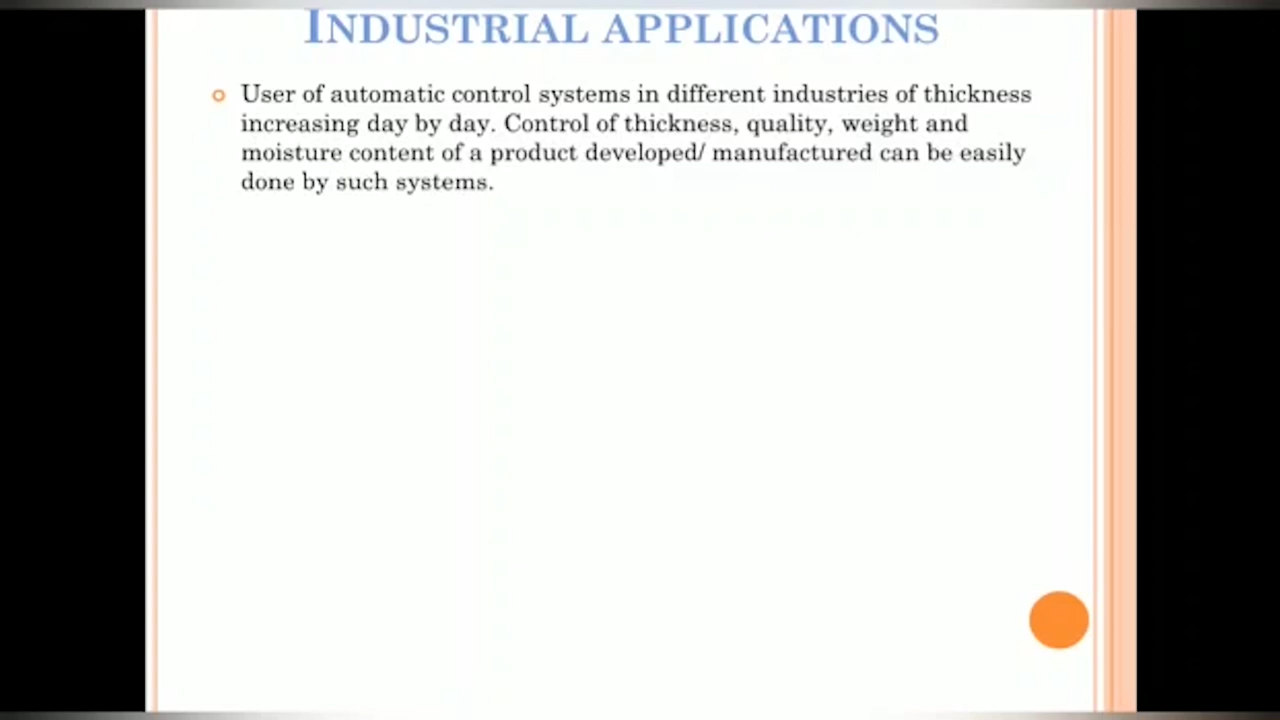 INDUSTRIAL APPLICATIONS
User of automatic control systems in different industries of thickness
increasing day by day. Control of thickness, quality, weight and
moisture content of a product developed/ manufactured can be easily
done by such systems.